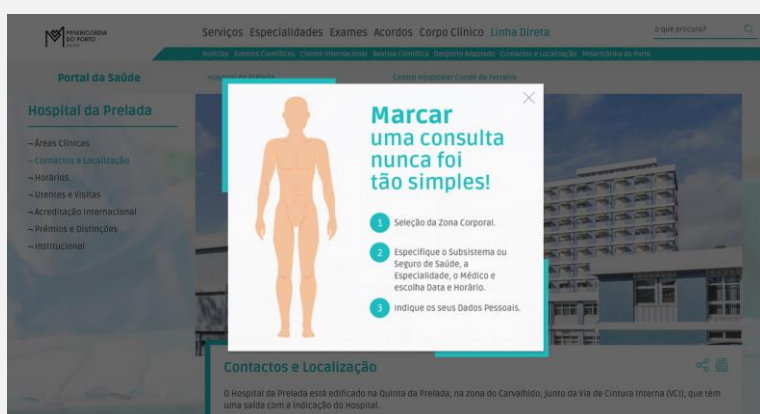 MISERICÓRDIA
DO PORTO
SAÚDE
Serviços Especialidades Exames Acordos Corpo Clínico Linha Direta
o que procura?
Notícias Eventos Científicos Cliente Internacional Revista Científica Desporto Adaptado Contactos e Localização Misericórdia do Porto
Portal da Saúde
Hospital da Prelada
Centro Hospitalar Conde de Ferreira
Hospital da Prelada
Áreas Clínicas
Contactos e Localização
Horários
Utentes e Visitas
Acreditação Internacional
Prémios e Distinções
Institucional
Marcar
uma consulta
nunca foi
tão simples!
1 Seleção da Zona Corporal.
2 Especifique o Subsistema ou
Seguro de Saúde, a
Especialidade, o Médico e
escolha Data e Horário.
3 Indique os seus Dados Pessoais.
Contactos e Localização
O Hospital da Prelada está edificado na Quinta da Prelada, na zona do Carvalhido, junto da Via de Cintura Interna (VCI), que tem
uma saída com a indicação do Hospital.